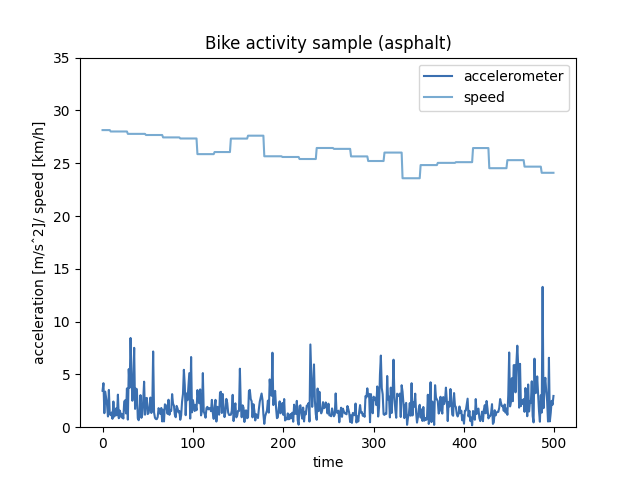 Bike activity sample (asphalt)
accelerometer
speed
acceleration [m/sˆ2]/ speed [km/h]
35
30
25
20
15
10
5
0
0 100 200 300 400 500
time